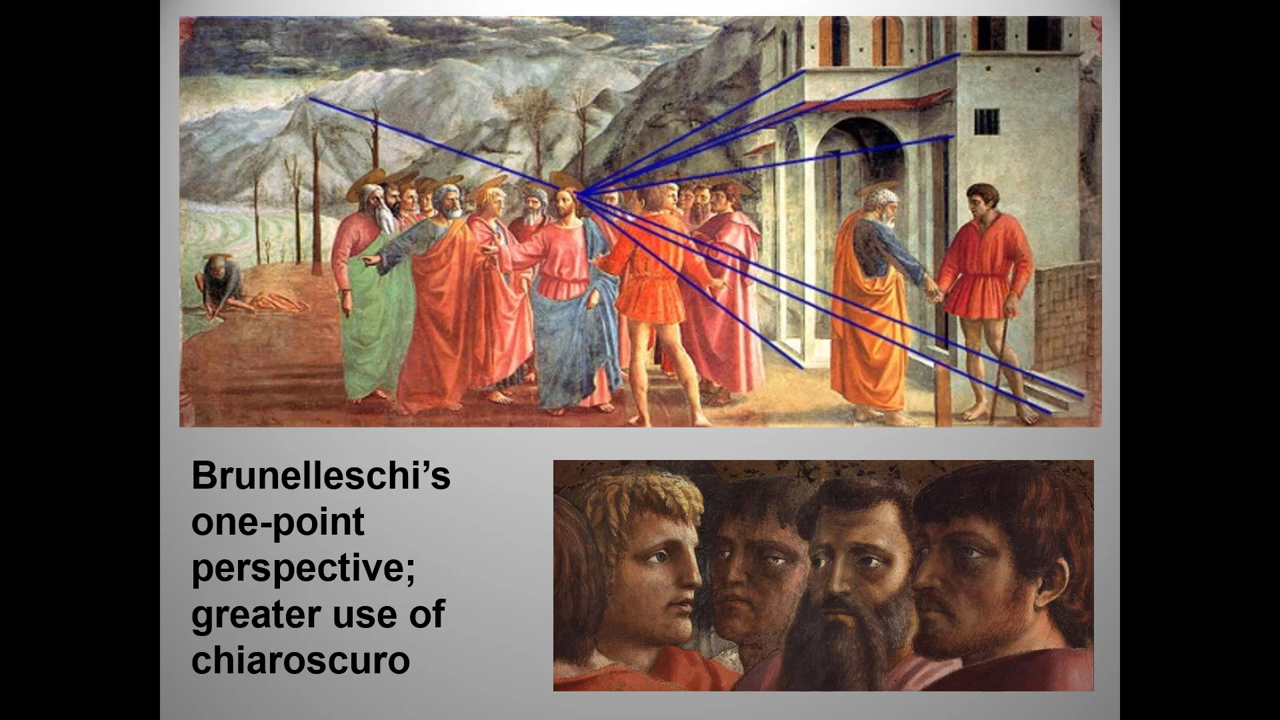 Brunelleschi’s
one-point
perspective;
greater use of
chiaroscuro